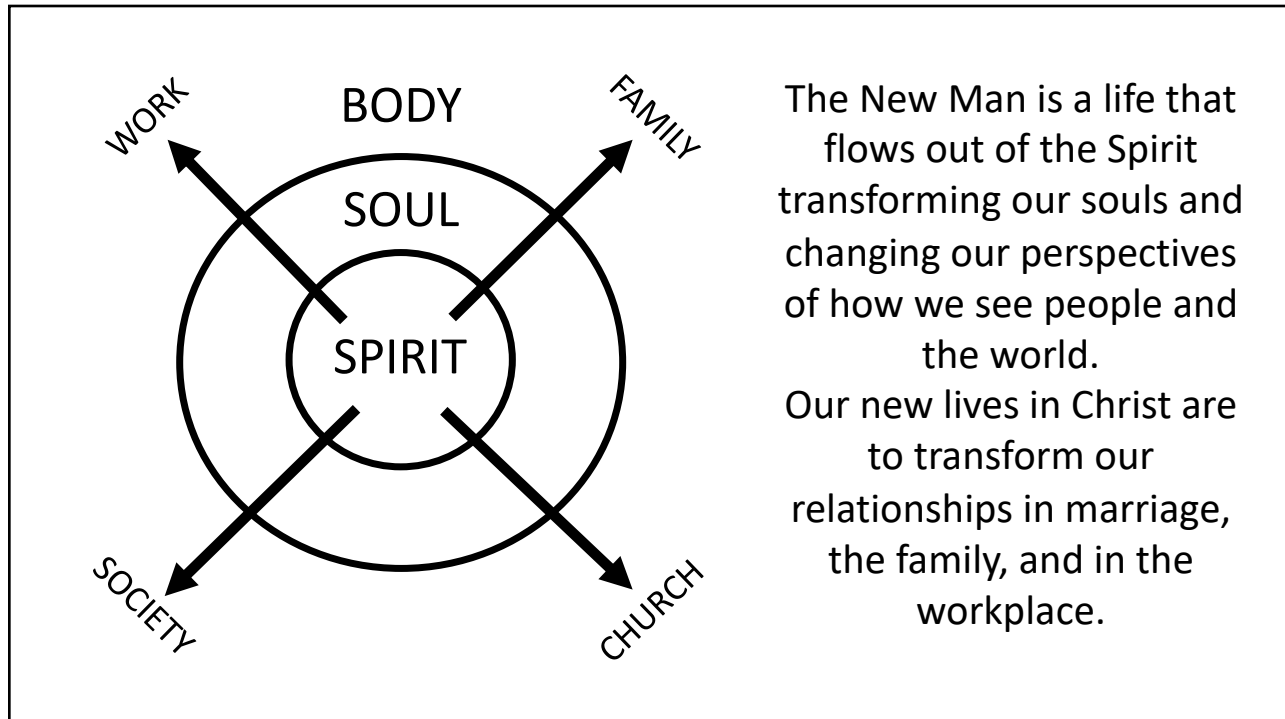 WORK
BODY
FAMILY
SOUL
SPIRIT
SOCIETY
CHURCH
The New Man is a life that
flows out of the Spirit
transforming our souls and
changing our perspectives
of how we see people and
the world.
Our new lives in Christ are
to transform our
relationships in marriage,
the family, and in the
workplace.